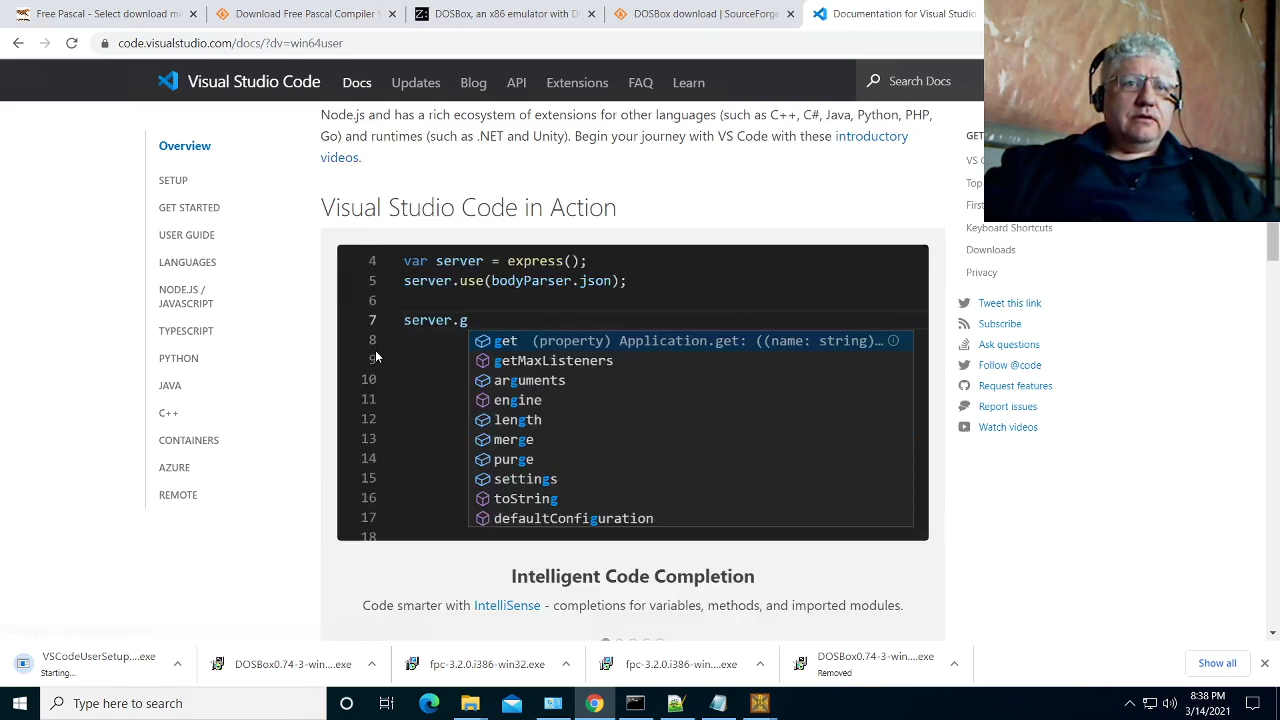 Free Pascal - Download
Download Free Pascal Compiler
DOSBox, an x86 emulator with D
DOSBox download | SourceForge
Documentation for Visual Studio
code.visualstudio.com/docs/?dv=win64user
Visual Studio Code
Docs
Updates
Blog
API
Extensions
FAQ
Learn
Search Docs
Overview
SETUP
GET STARTED
USER GUIDE
LANGUAGES
NODE.JS /
JAVASCRIPT
TYPESCRIPT
PYTHON
JAVA
C++
CONTAINERS
AZURE
REMOTE
Node.js and has a rich ecosystem of extensions for other languages (such as C++, C#, Java, Python, PHP,
Go) and runtimes (such as .NET and Unity). Begin your journey with VS Code with these introductory
videos.
Visual Studio Code in Action
4 var server = express();
5 server.use(bodyParser.json);
6
7 server.g
8
9
10
11
12
13
14
15
16
17
18
get (property) Application.get: ((name: string)...
getMaxListeners
arguments
engine
length
merge
purge
settings
toString
defaultConfiguration
Intelligent Code Completion
Code smarter with IntelliSense - completions for variables, methods, and imported modules.
GET
VS C
Top
First
Keyboard Shortcuts
Downloads
Privacy
Tweet this link
Subscribe
Ask questions
Follow @code
Request features
Report issues
Watch videos
VSCodeUserSetup....exe
Starting...
DOSBox0.74-3-win....exe
fpc-3.2.0.i386-win32.exe
fpc-3.2.0.i386-win....exe
DOSBox0.74-3-win....exe
Removed
Show all
Type here to search
8:38 PM
3/14/2021